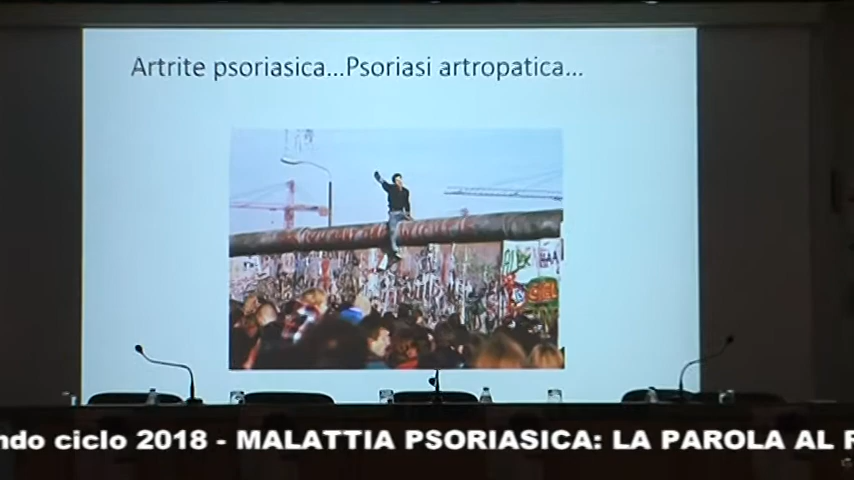 Artrite psoriasica...Psoriasi artropatica...
ndo ciclo 2018 - MALATTIA PSORIASICA: LA PAROLA AL